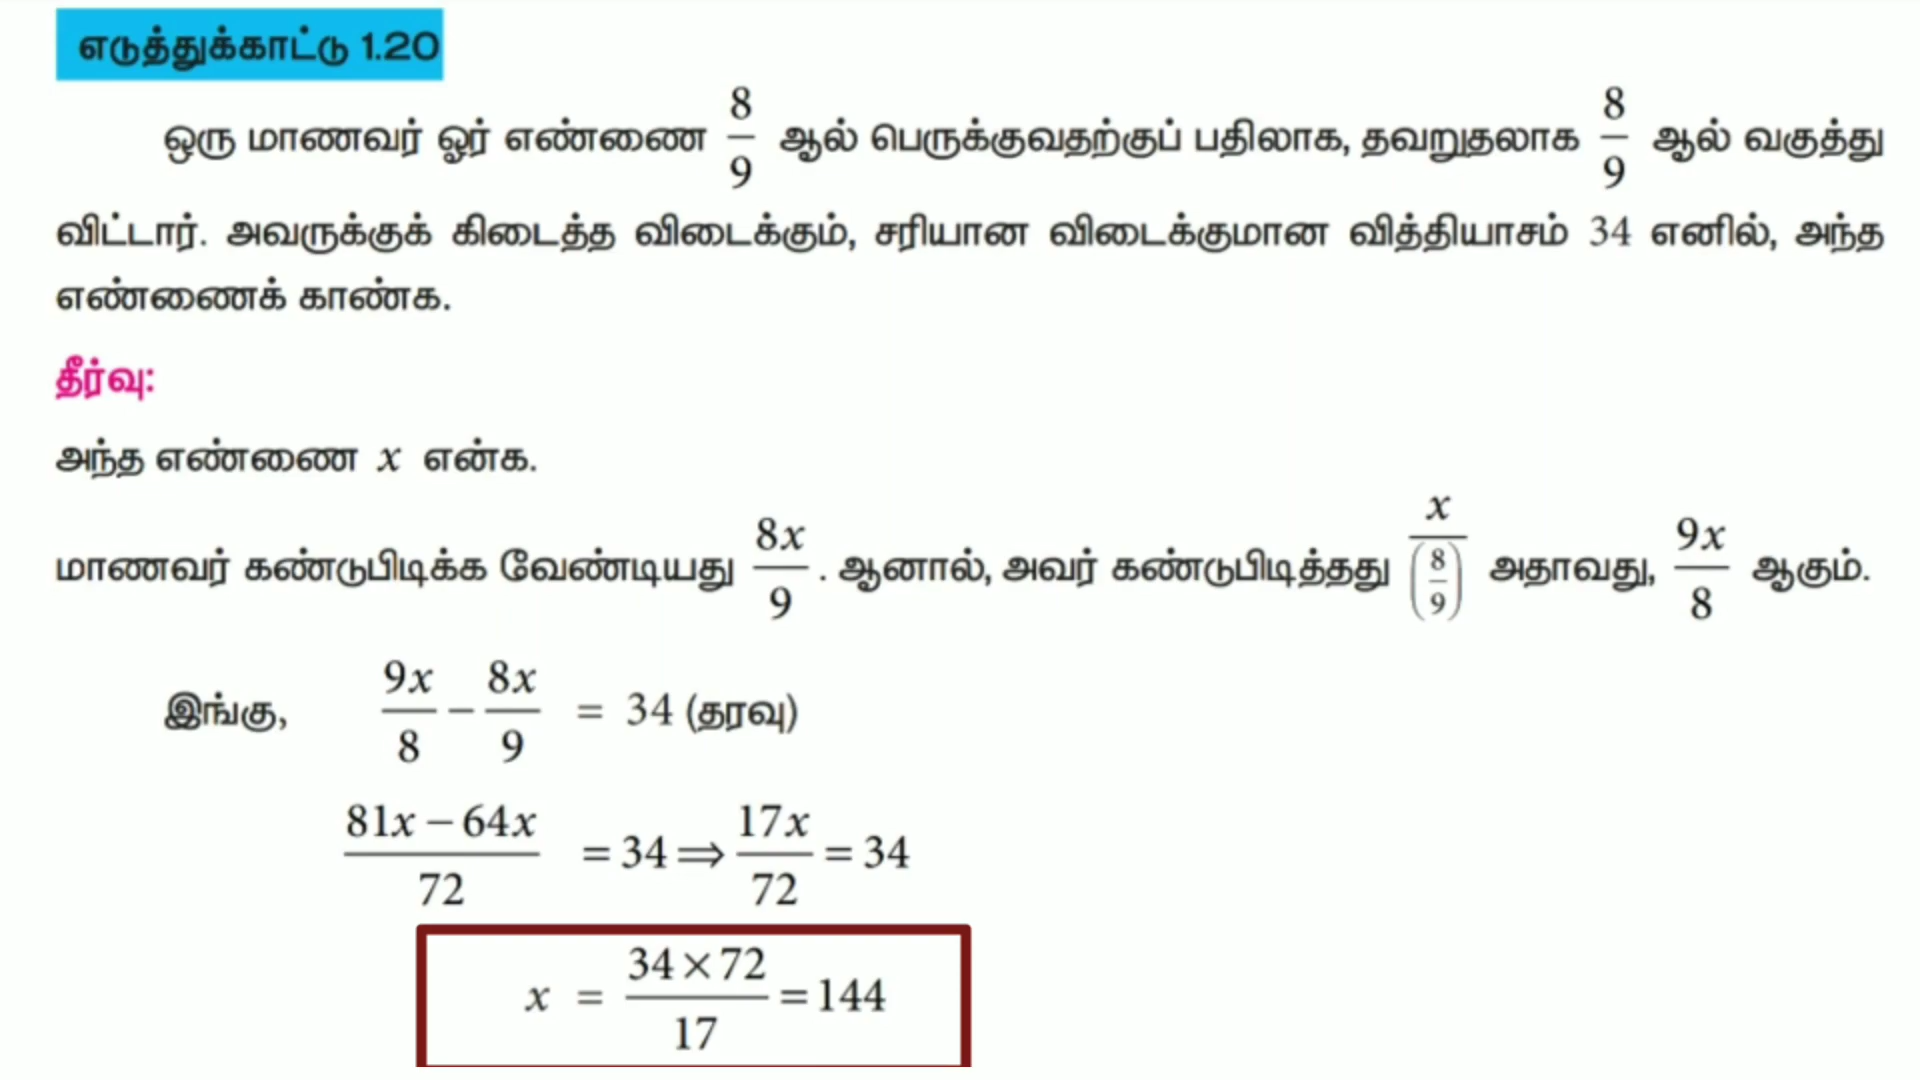 எடுத்துக்காட்டு 1.20
ஒரு மாணவர் ஓர் எண்ணை 8/9 ஆல் பெருக்குவதற்குப் பதிலாக, தவறுதலாக 8/9 ஆல் வகுத்து
விட்டார். அவருக்குக் கிடைத்த விடைக்கும், சரியான விடைக்குமான வித்தியாசம் 34 எனில், அந்த
எண்ணைக் காண்க.
தீர்வு:
அந்த எண்ணை x என்க.
மாணவர் கண்டுபிடிக்க வேண்டியது 8x/9 . ஆனால், அவர் கண்டுபிடித்தது x/(8/9) அதாவது, 9x/8 ஆகும்.
இங்கு, 9x/8 − 8x/9 = 34 (தரவு)
(81x − 64x)/72 = 34 ⇒ 17x/72 = 34
x = (34 × 72)/17 = 144